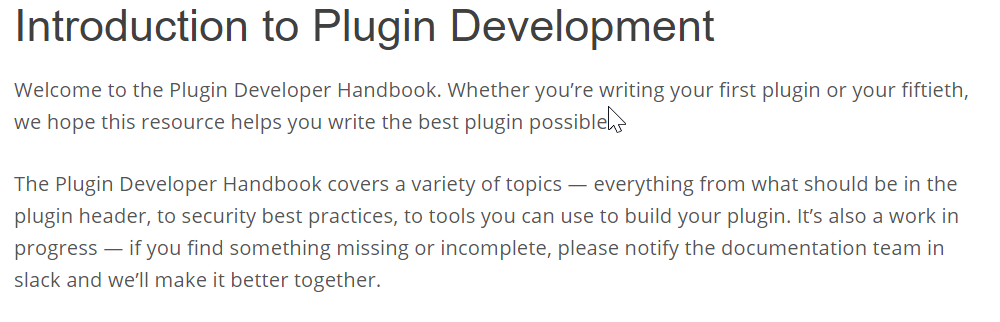 Introduction to Plugin Development
Welcome to the Plugin Developer Handbook. Whether you’re writing your first plugin or your fiftieth,
we hope this resource helps you write the best plugin possible
The Plugin Developer Handbook covers a variety of topics — everything from what should be in the
plugin header, to security best practices, to tools you can use to build your plugin. It’s also a work in
progress — if you find something missing or incomplete, please notify the documentation team in
slack and we’ll make it better together.